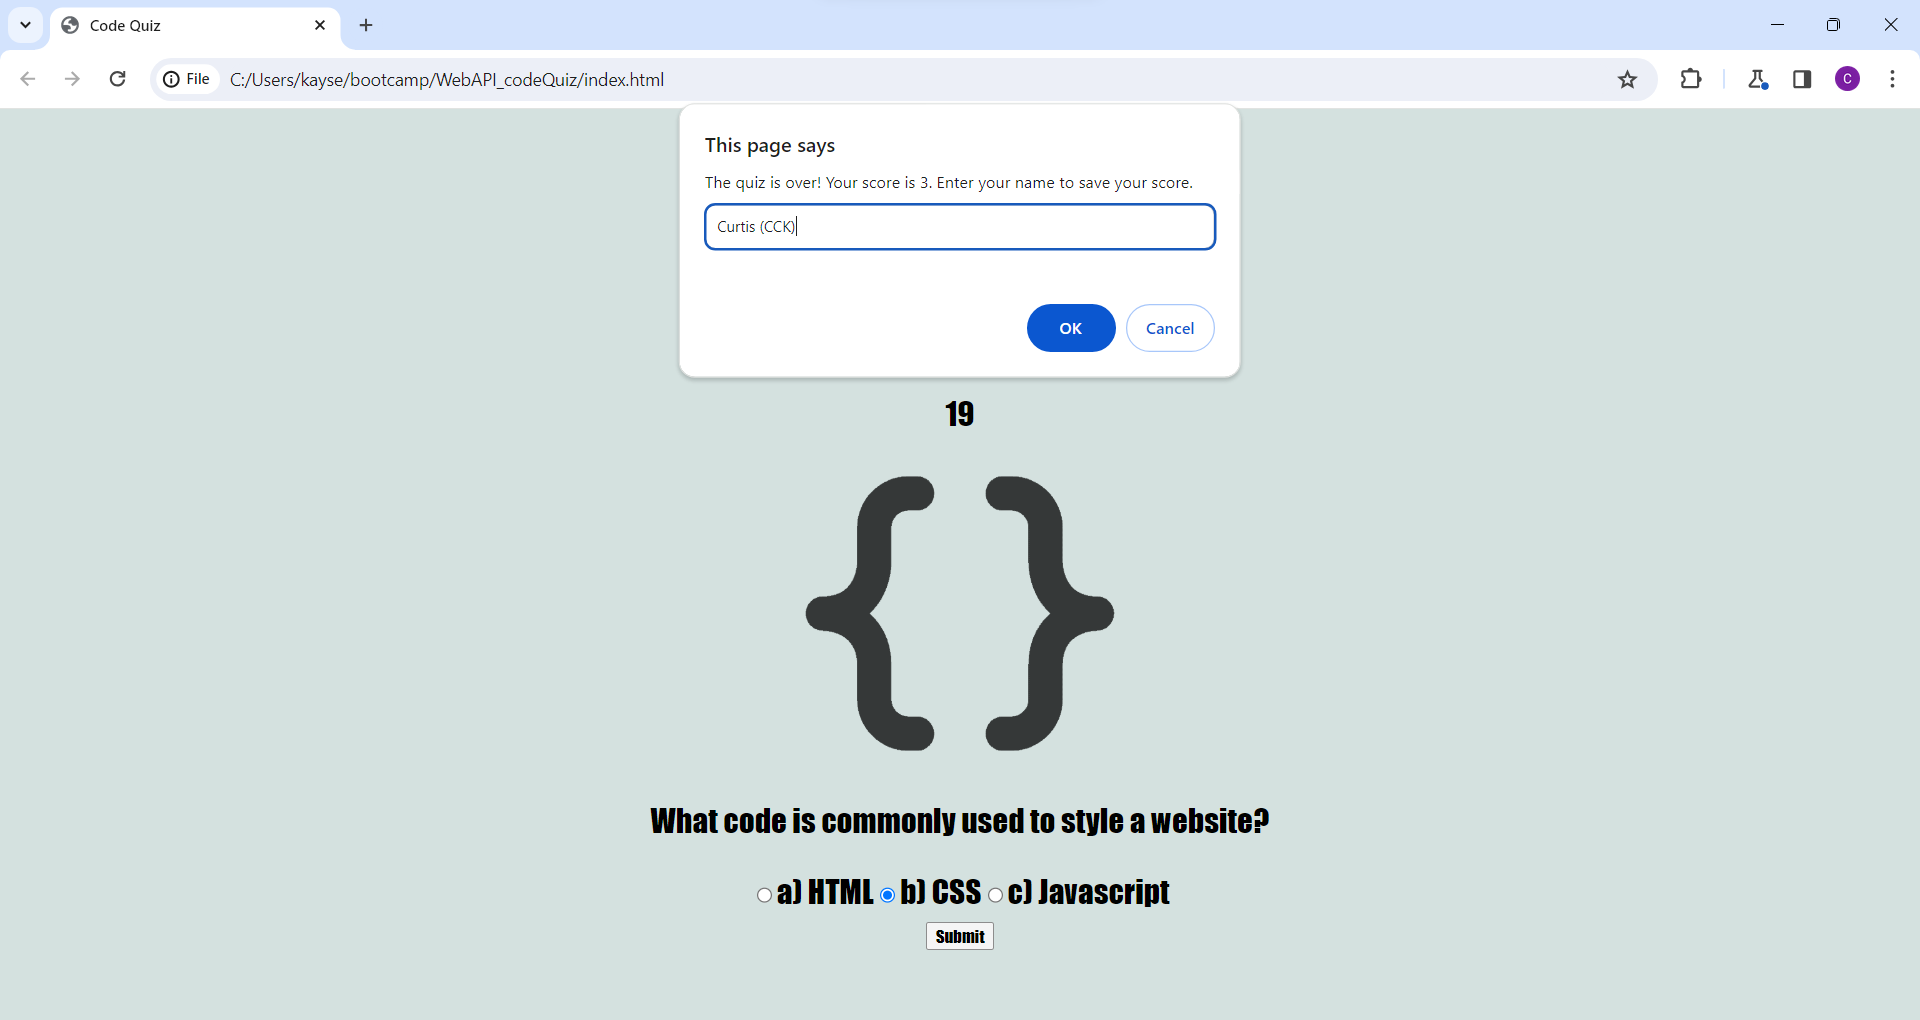 Code Quiz
File C:/Users/kayse/bootcamp/WebAPI_codeQuiz/index.html
C
This page says
The quiz is over! Your score is 3. Enter your name to save your score.
Curtis (CCK)
OK Cancel
19
{ }
What code is commonly used to style a website?
a) HTML b) CSS c) Javascript
Submit